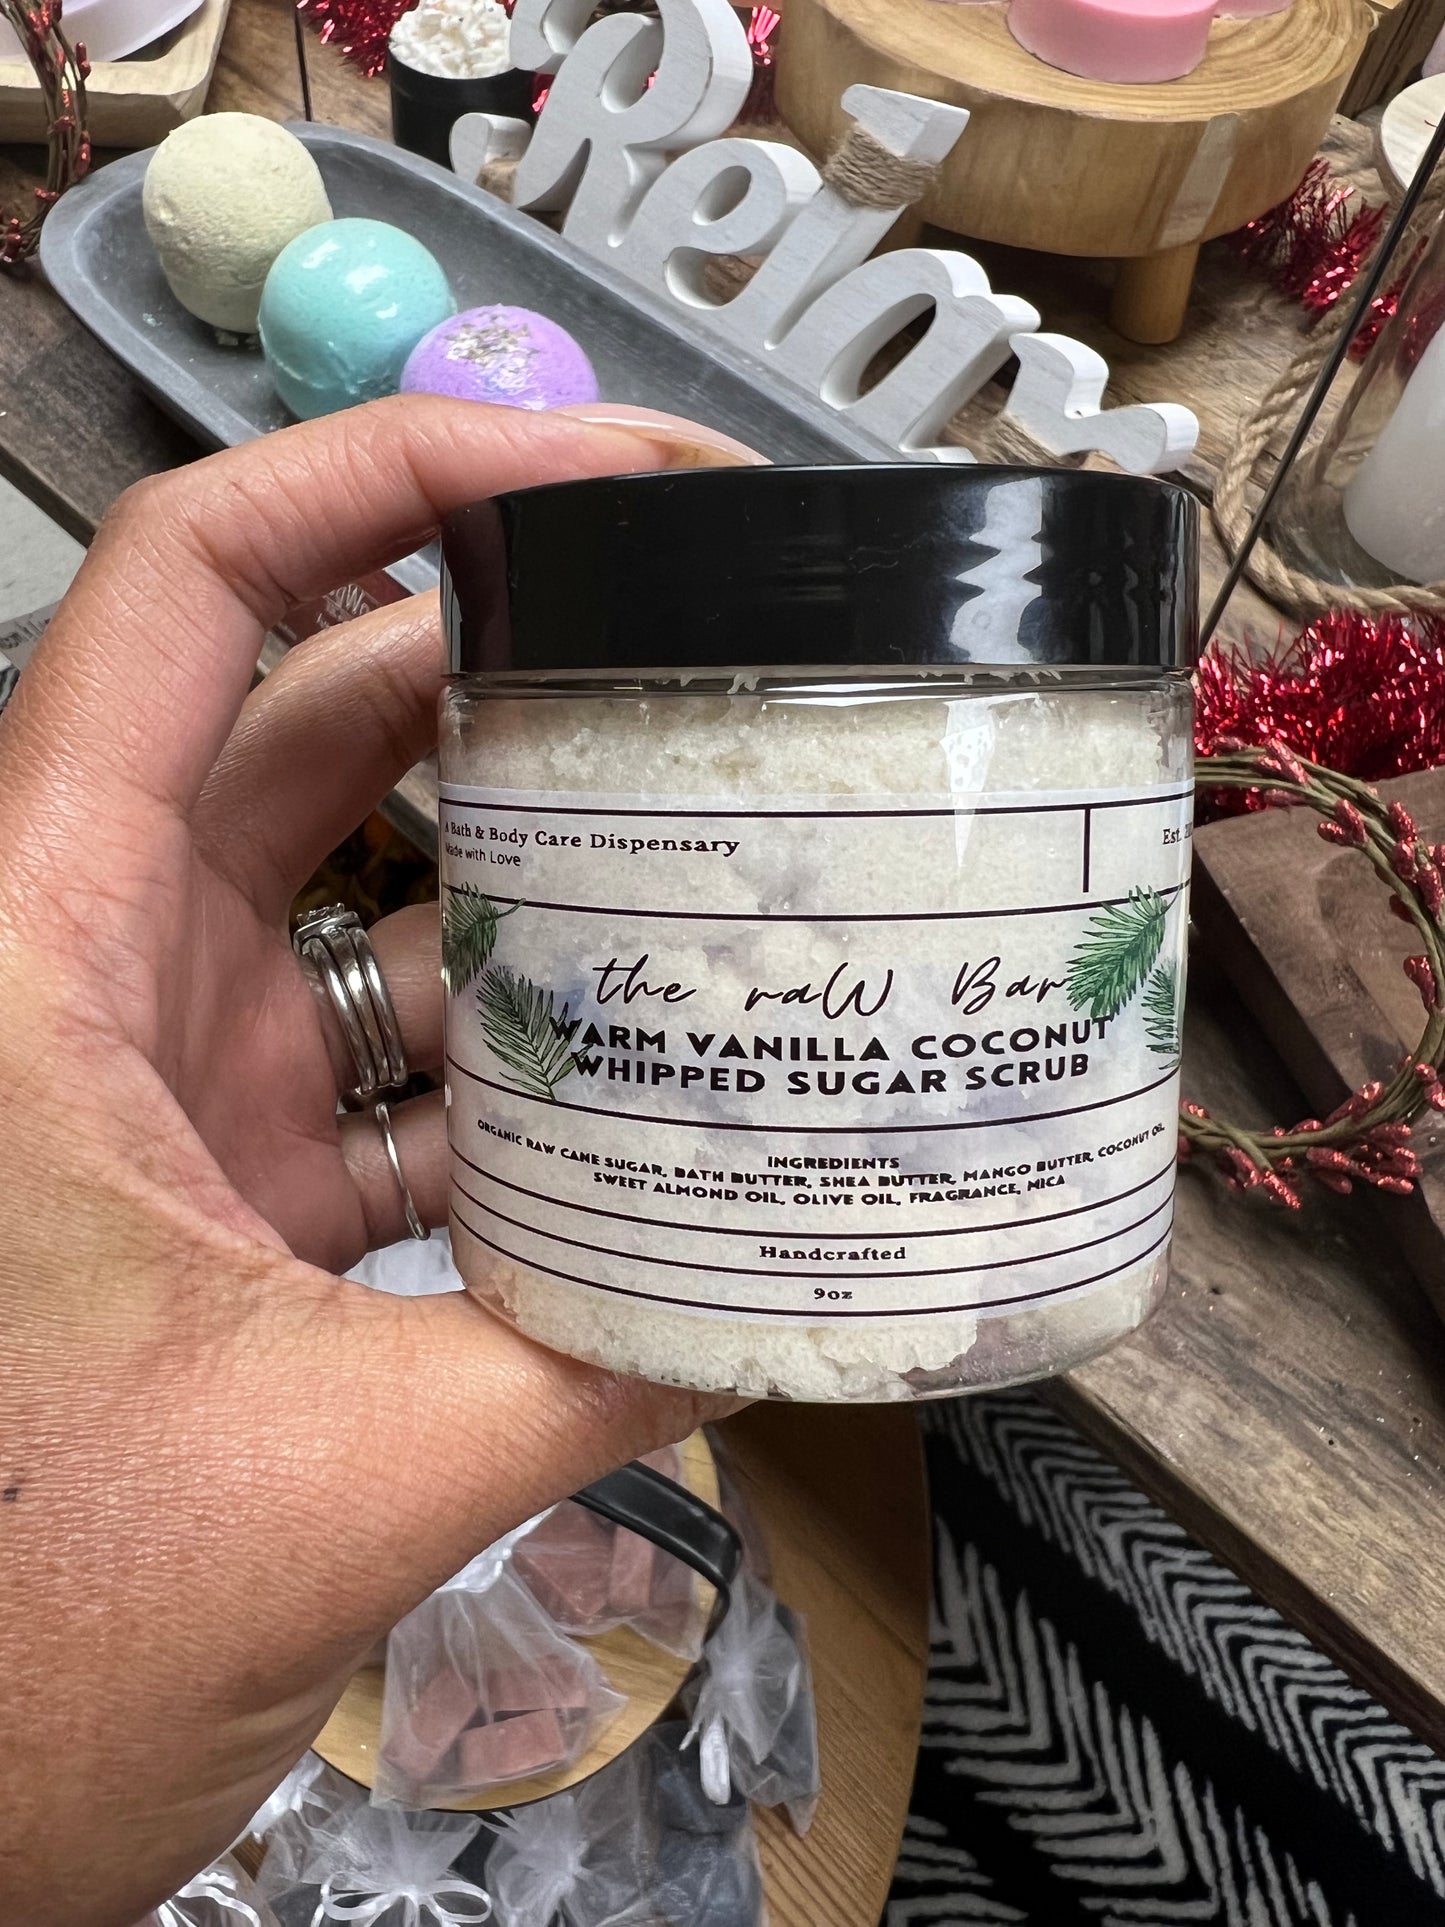 Relax
A Bath & Body Care Dispensary
Made with Love
Est.
the raW Bar
WARM VANILLA COCONUT
WHIPPED SUGAR SCRUB
INGREDIENTS
ORGANIC RAW CANE SUGAR, BATH BUTTER, SHEA BUTTER, MANGO BUTTER, COCONUT OIL
SWEET ALMOND OIL, OLIVE OIL, FRAGRANCE, MICA
Handcrafted
9oz